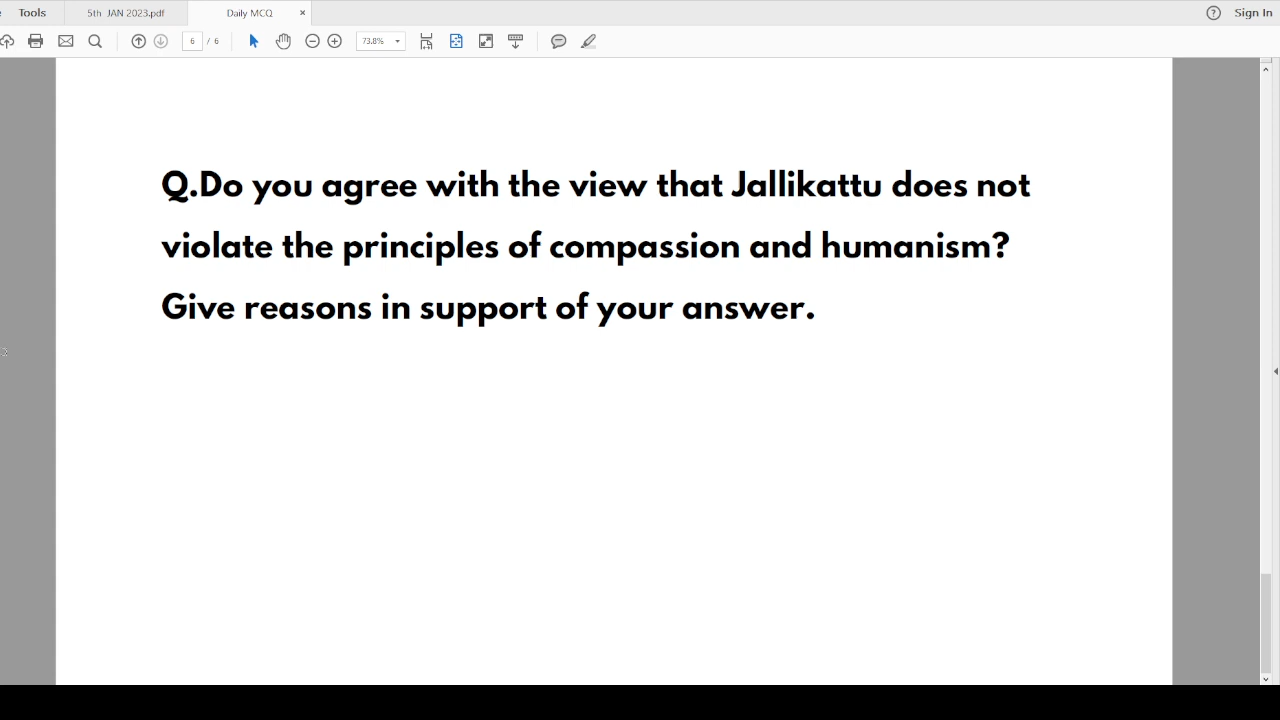 Tools
5th JAN 2023.pdf
Daily MCQ
Sign In
6 / 6
73.8%
Q.Do you agree with the view that Jallikattu does not
violate the principles of compassion and humanism?
Give reasons in support of your answer.